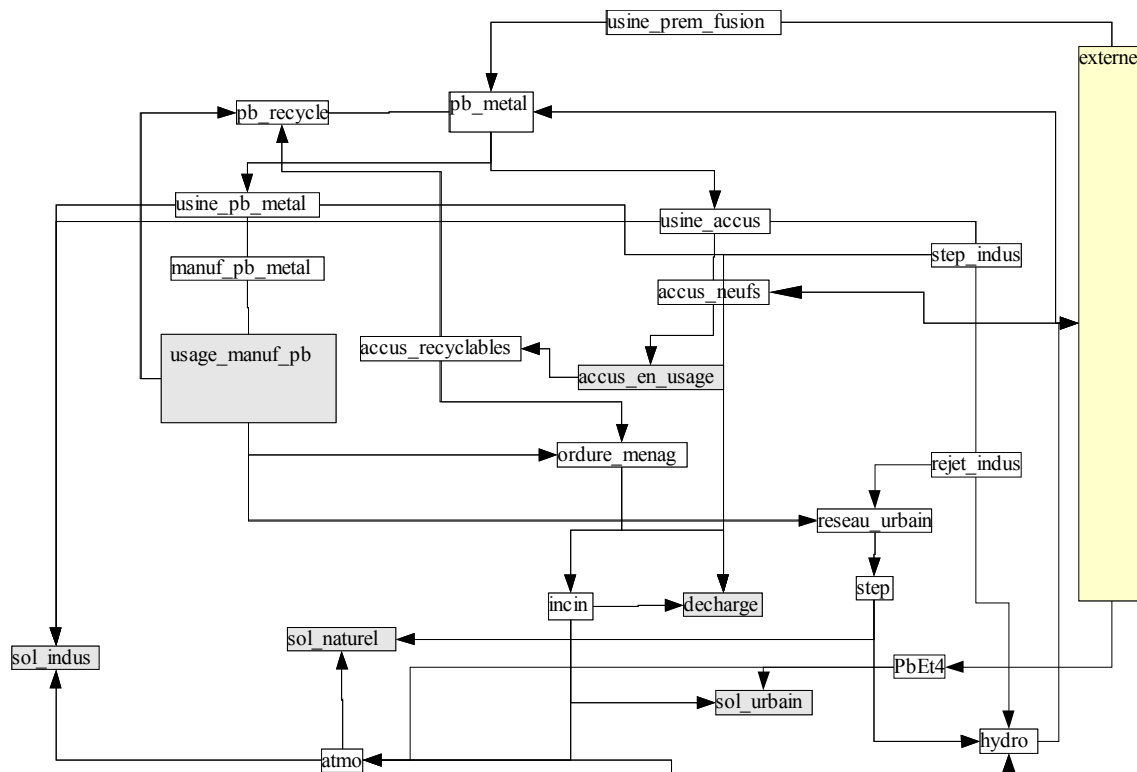 usine_prem_fusion
externe
pb_metal
pb_recycle
usine_pb_metal
usine_accus
step_indus
manuf_pb_metal
accus_neufs
usage_manuf_pb
accus_recyclables
accus_en_usage
ordure_menag
rejet_indus
reseau_urbain
step
incin
decharge
sol_naturel
sol_indus
PbEt4
sol_urbain
hydro
atmo